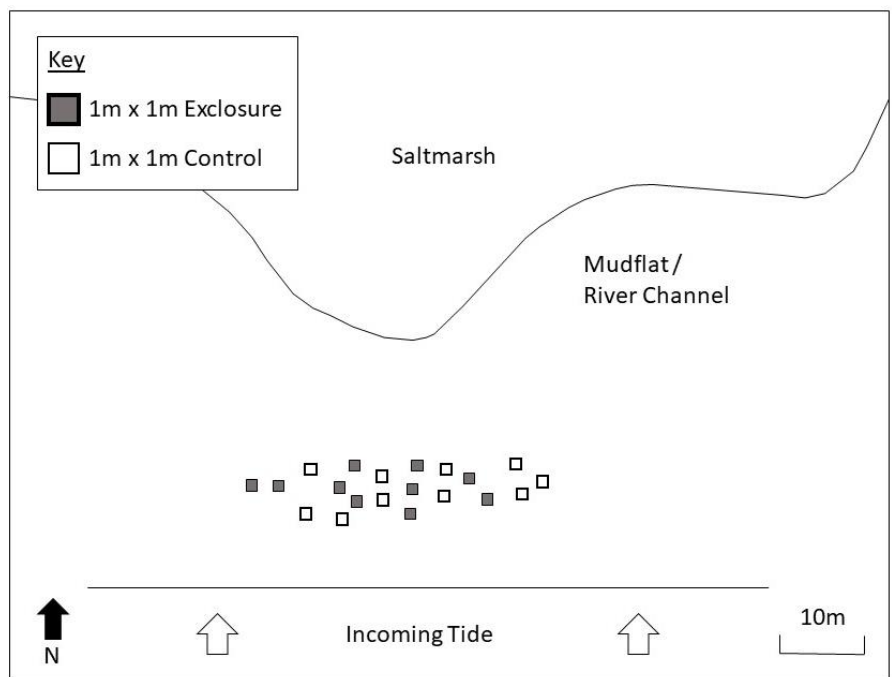 Key
1m x 1m Exclosure
1m x 1m Control
Saltmarsh
Mudflat /
River Channel
10m
N
Incoming Tide